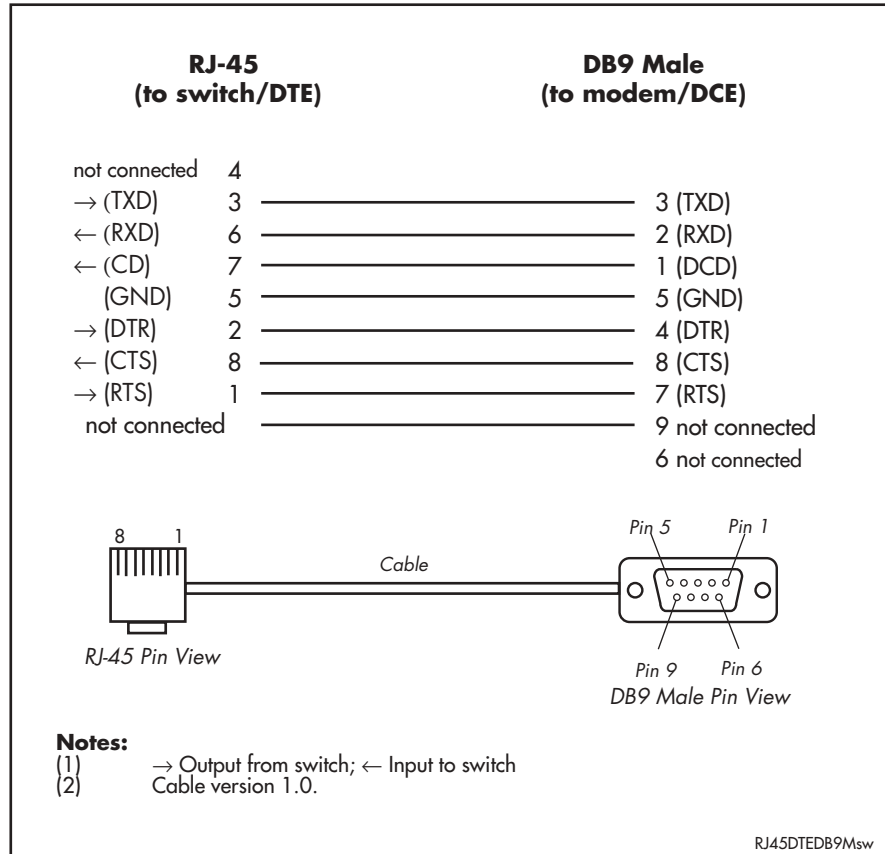 RJ-45 DB9 Male
(to switch/DTE) (to modem/DCE)
not connected 4
→ (TXD) 3 3 (TXD)
← (RXD) 6 2 (RXD)
← (CD) 7 1 (DCD)
(GND) 5 5 (GND)
→ (DTR) 2 4 (DTR)
← (CTS) 8 8 (CTS)
→ (RTS) 1 7 (RTS)
not connected 9 not connected
6 not connected
8 1 Cable Pin 5 Pin 1
RJ-45 Pin View Pin 9 Pin 6
DB9 Male Pin View
Notes:
(1) → Output from switch; ← Input to switch
(2) Cable version 1.0.
RJ45DTEDB9Msw